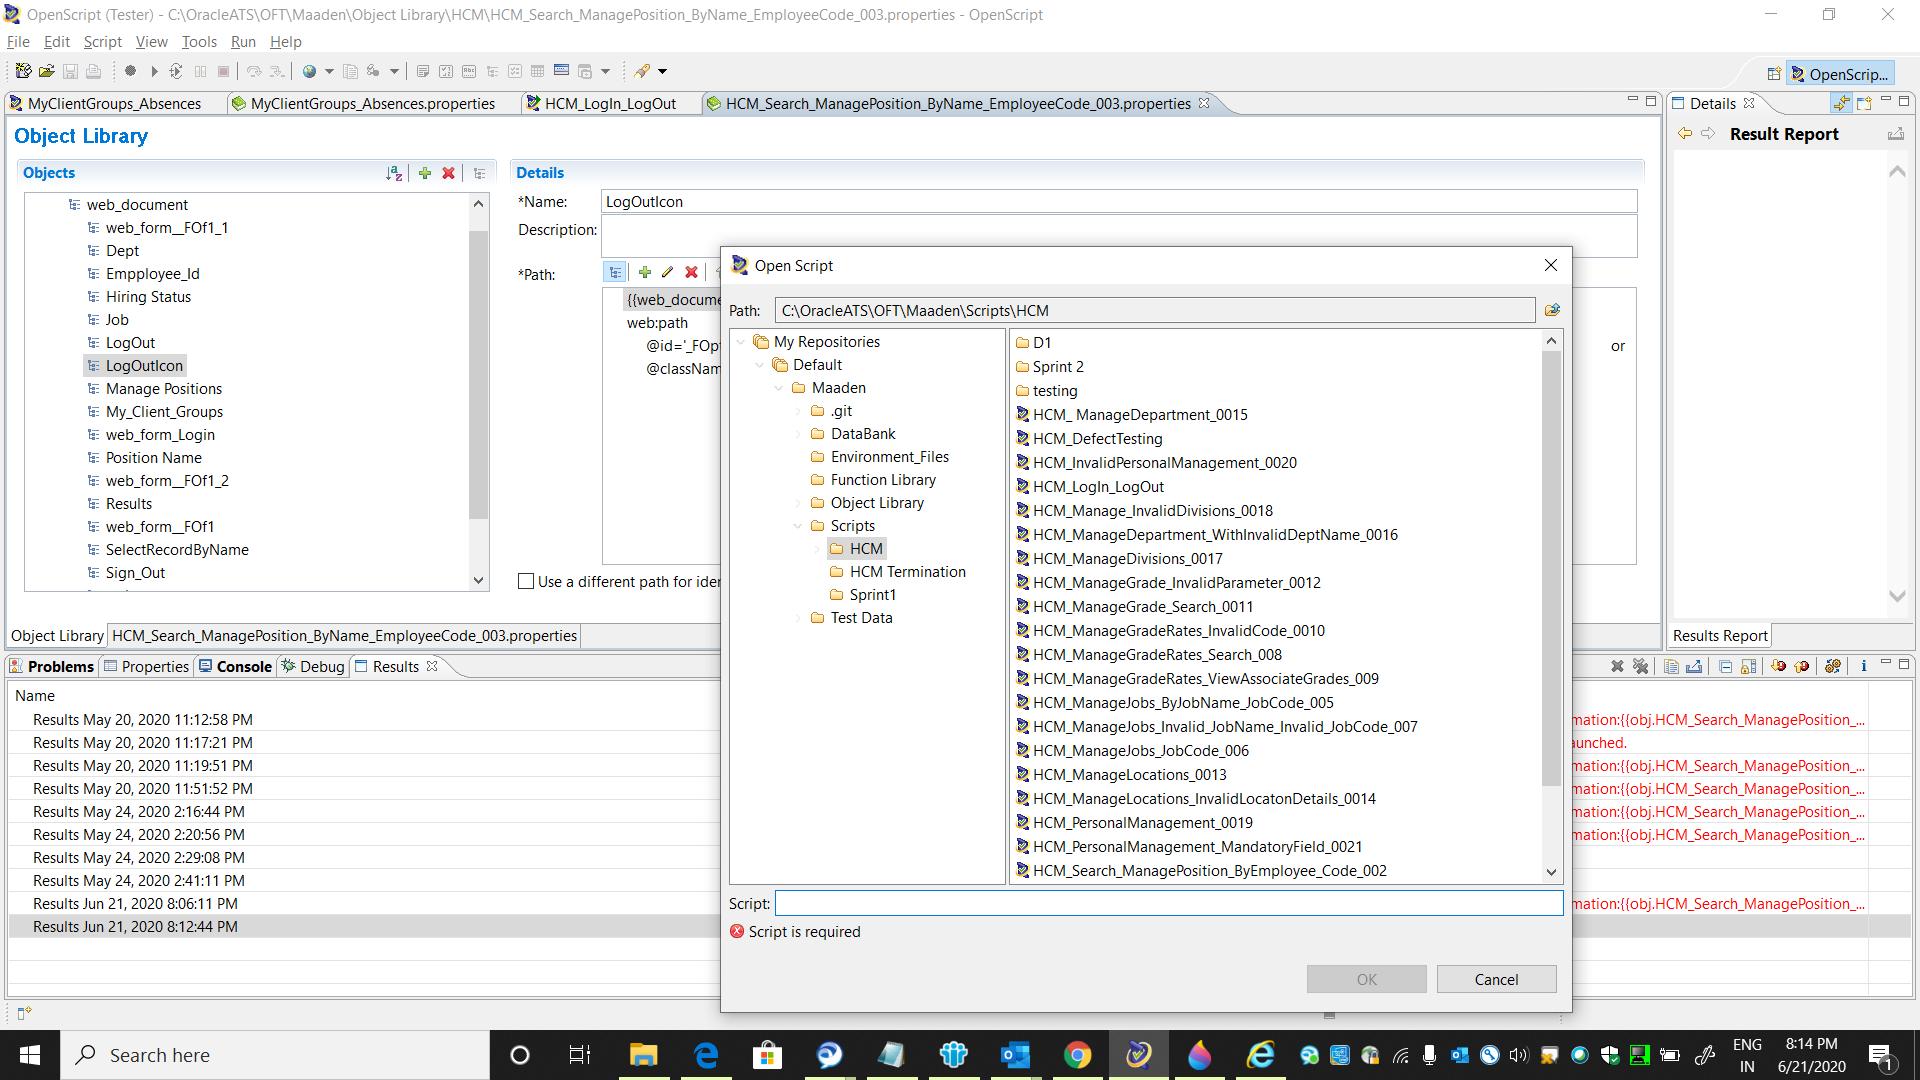 OpenScript (Tester) - C:\OracleATS\OFT\Maaden\Object Library\HCM\HCM_Search_ManagePosition_ByName_EmployeeCode_003.properties - OpenScript
File Edit Script View Tools Run Help
OpenScrip...
MyClientGroups_Absences MyClientGroups_Absences.properties HCM_LogIn_LogOut HCM_Search_ManagePosition_ByName_EmployeeCode_003.properties
Details
Result Report
Object Library
Objects
Details
web_document
web_form__FOf1_1
Dept
Empployee_Id
Hiring Status
Job
LogOut
LogOutIcon
Manage Positions
My_Client_Groups
web_form_Login
Position Name
web_form__FOf1_2
Results
web_form__FOf1
SelectRecordByName
Sign_Out
*Name: LogOutIcon
Description:
*Path:
{{web_docume
web:path
@id='_FOp
@classNam
or
Use a different path for iden
Object Library HCM_Search_ManagePosition_ByName_EmployeeCode_003.properties
Results Report
Open Script
Path: C:\OracleATS\OFT\Maaden\Scripts\HCM
My Repositories
Default
Maaden
.git
DataBank
Environment_Files
Function Library
Object Library
Scripts
HCM
HCM Termination
Sprint1
Test Data
D1
Sprint 2
testing
HCM_ ManageDepartment_0015
HCM_DefectTesting
HCM_InvalidPersonalManagement_0020
HCM_LogIn_LogOut
HCM_Manage_InvalidDivisions_0018
HCM_ManageDepartment_WithInvalidDeptName_0016
HCM_ManageDivisions_0017
HCM_ManageGrade_InvalidParameter_0012
HCM_ManageGrade_Search_0011
HCM_ManageGradeRates_InvalidCode_0010
HCM_ManageGradeRates_Search_008
HCM_ManageGradeRates_ViewAssociateGrades_009
HCM_ManageJobs_ByJobName_JobCode_005
HCM_ManageJobs_Invalid_JobName_Invalid_JobCode_007
HCM_ManageJobs_JobCode_006
HCM_ManageLocations_0013
HCM_ManageLocations_InvalidLocatonDetails_0014
HCM_PersonalManagement_0019
HCM_PersonalManagement_MandatoryField_0021
HCM_Search_ManagePosition_ByEmployee_Code_002
Script:
Script is required
OK Cancel
Problems Properties Console Debug Results
Name
Results May 20, 2020 11:12:58 PM
mation:{{obj.HCM_Search_ManagePosition_...
Results May 20, 2020 11:17:21 PM
aunched.
Results May 20, 2020 11:19:51 PM
mation:{{obj.HCM_Search_ManagePosition_...
Results May 20, 2020 11:51:52 PM
mation:{{obj.HCM_Search_ManagePosition_...
Results May 24, 2020 2:16:44 PM
mation:{{obj.HCM_Search_ManagePosition_...
Results May 24, 2020 2:20:56 PM
mation:{{obj.HCM_Search_ManagePosition_...
Results May 24, 2020 2:29:08 PM
Results May 24, 2020 2:41:11 PM
Results Jun 21, 2020 8:06:11 PM
mation:{{obj.HCM_Search_ManagePosition_...
Results Jun 21, 2020 8:12:44 PM
Search here
ENG
IN
8:14 PM
6/21/2020
1